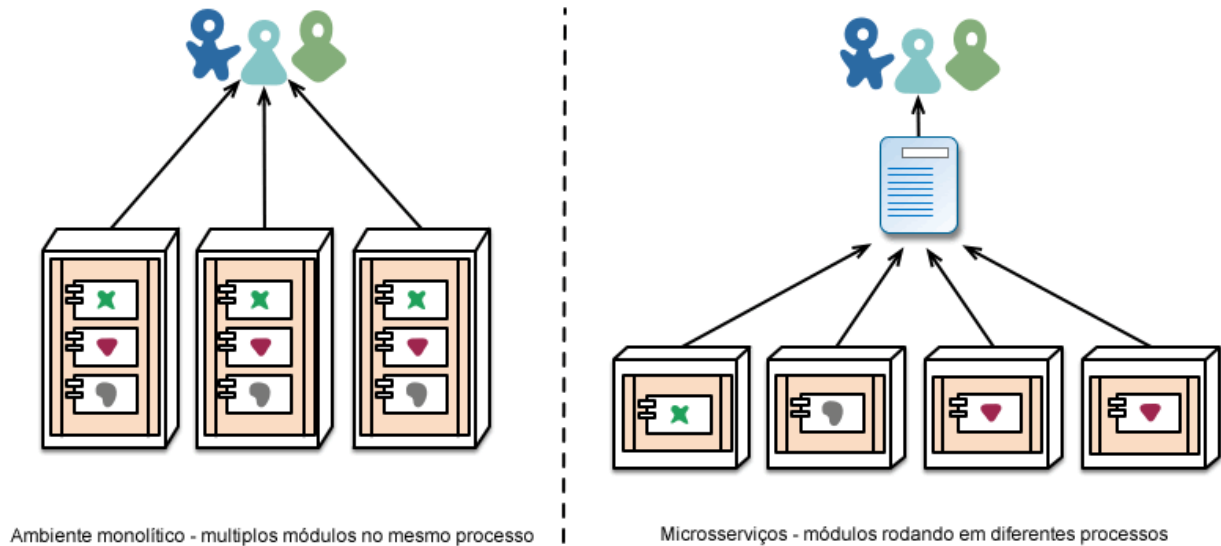 Ambiente monolítico - multiplos módulos no mesmo processo
Microsserviços - módulos rodando em diferentes processos